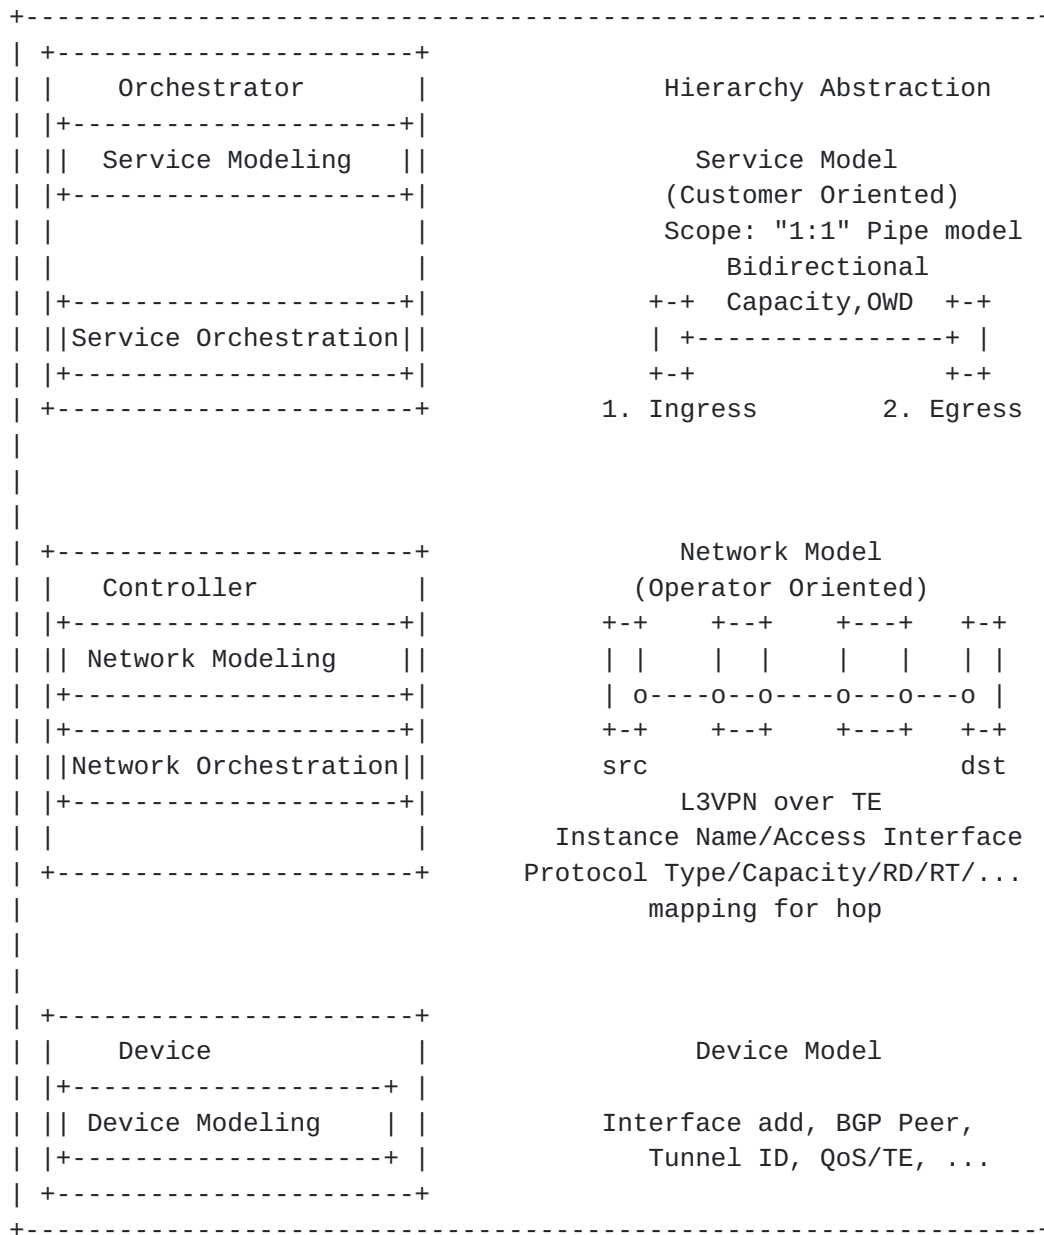 +-----------------------------------------------------------------+
| +-----------------------+
| |    Orchestrator       |               Hierarchy Abstraction
| |+---------------------+|
| ||  Service Modeling   ||                 Service Model
| |+---------------------+|               (Customer Oriented)
| |                       |               Scope: "1:1" Pipe model
| |                       |                   Bidirectional
| |+---------------------+|              +-+  Capacity,OWD  +-+
| ||Service Orchestration||              | +----------------+ |
| |+---------------------+|              +-+                +-+
| +-----------------------+           1. Ingress        2. Egress
|
|
|
| +-----------------------+                Network Model
| |   Controller          |             (Operator Oriented)
| |+---------------------+|           +-+    +--+    +---+   +-+
| || Network Modeling    ||           | |    |  |    |   |   | |
| |+---------------------+|           | o----o--o----o---o---o |
| |+---------------------+|           +-+    +--+    +---+   +-+
| ||Network Orchestration||           src                    dst
| |+---------------------+|                L3VPN over TE
| |                       |        Instance Name/Access Interface
| +-----------------------+      Protocol Type/Capacity/RD/RT/...
|                                        mapping for hop
|
|
| +-----------------------+
| |    Device             |                 Device Model
| |+--------------------+ |
| || Device Modeling    | |           Interface add, BGP Peer,
| |+--------------------+ |              Tunnel ID, QoS/TE, ...
| +-----------------------+
+-----------------------------------------------------------------+